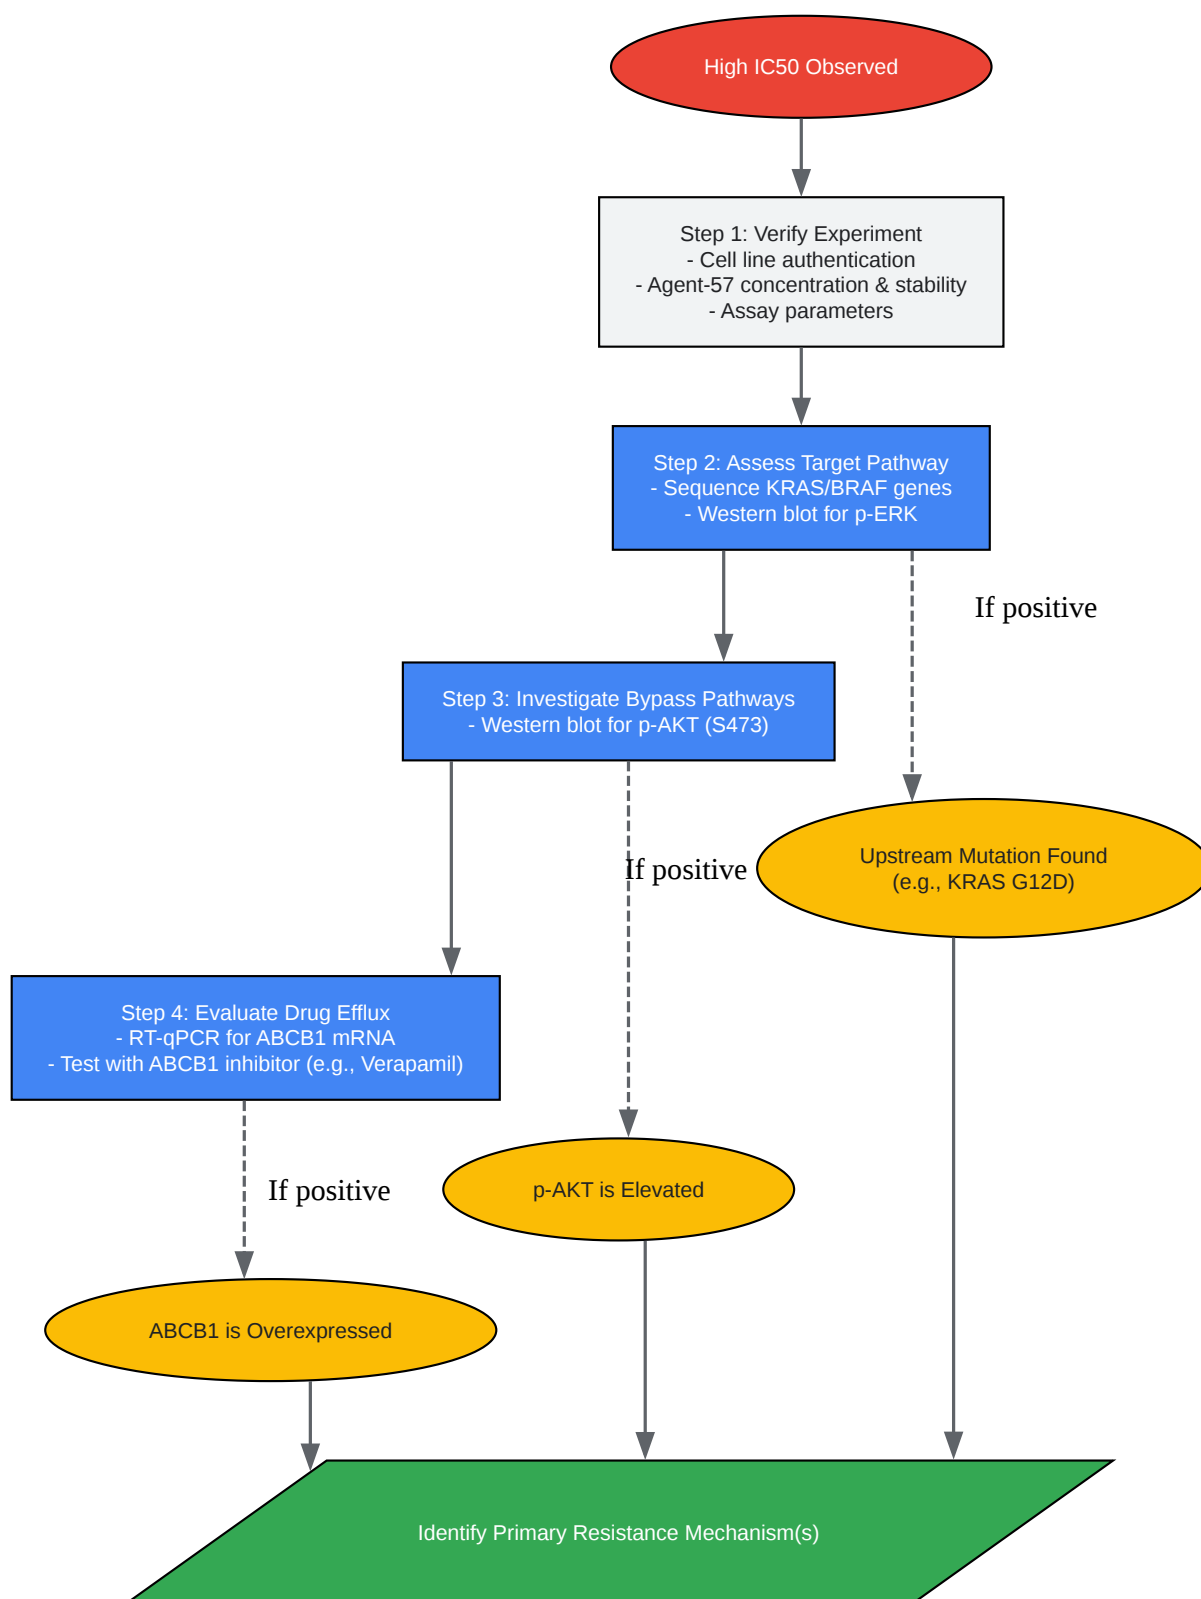 High IC50 Observed
Step 1: Verify Experiment
- Cell line authentication
- Agent-57 concentration & stability
- Assay parameters
Step 2: Assess Target Pathway
- Sequence KRAS/BRAF genes
- Western blot for p-ERK
If positive
Step 3: Investigate Bypass Pathways
- Western blot for p-AKT (S473)
If positive
Upstream Mutation Found
(e.g., KRAS G12D)
Step 4: Evaluate Drug Efflux
- RT-qPCR for ABCB1 mRNA
- Test with ABCB1 inhibitor (e.g., Verapamil)
If positive
p-AKT is Elevated
ABCB1 is Overexpressed
Identify Primary Resistance Mechanism(s)